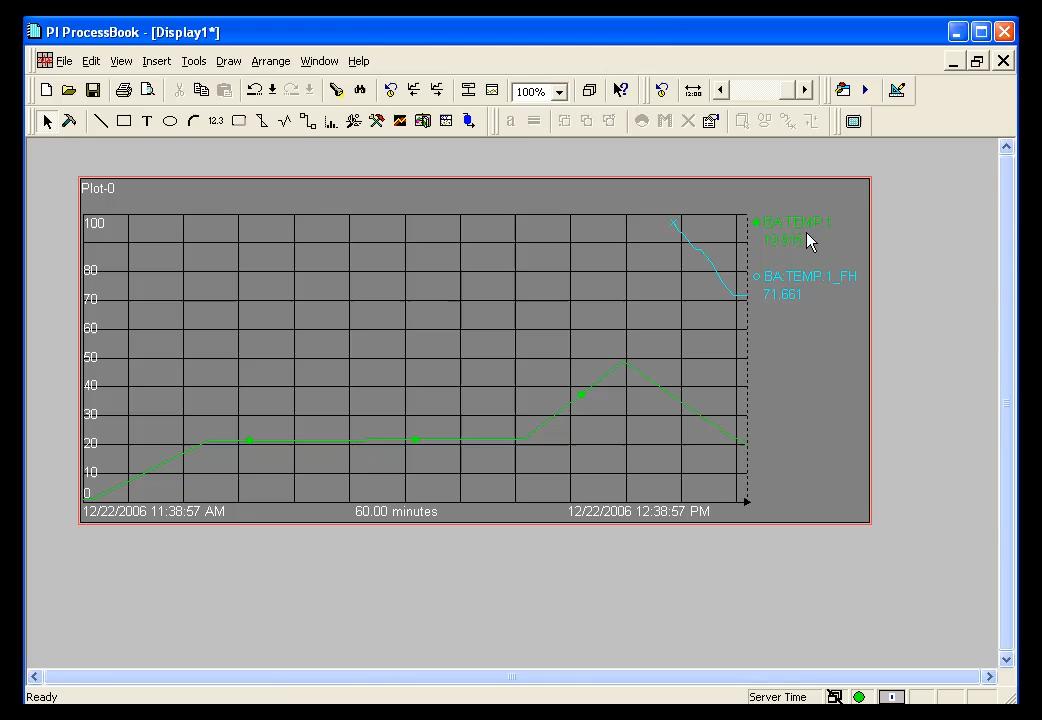 PI ProcessBook - [Display1*]
File Edit View Insert Tools Draw Arrange Window Help
100%
12:00
T 12.3
a
Plot-0
100
80
70
60
50
40
30
20
10
0
BA:TEMP.1
BA:TEMP.1_FH
71.661
12/22/2006 11:38:57 AM 60.00 minutes 12/22/2006 12:38:57 PM
Ready Server Time